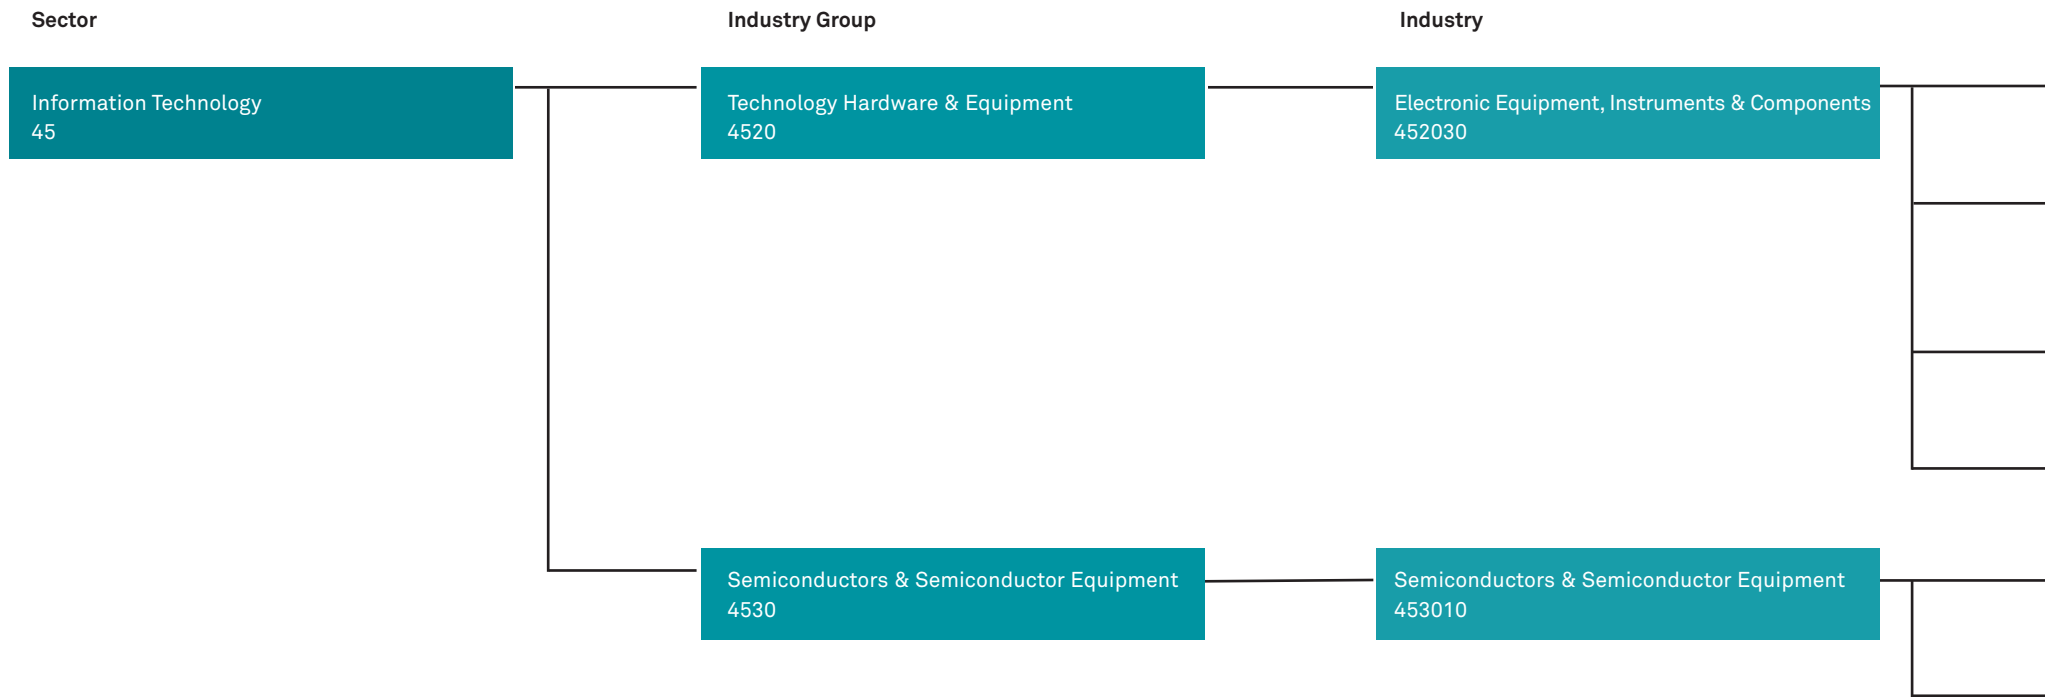 Sector
Industry Group
Industry
Information Technology
45
Technology Hardware & Equipment
4520
Electronic Equipment, Instruments & Components
452030
Semiconductors & Semiconductor Equipment
4530
Semiconductors & Semiconductor Equipment
453010